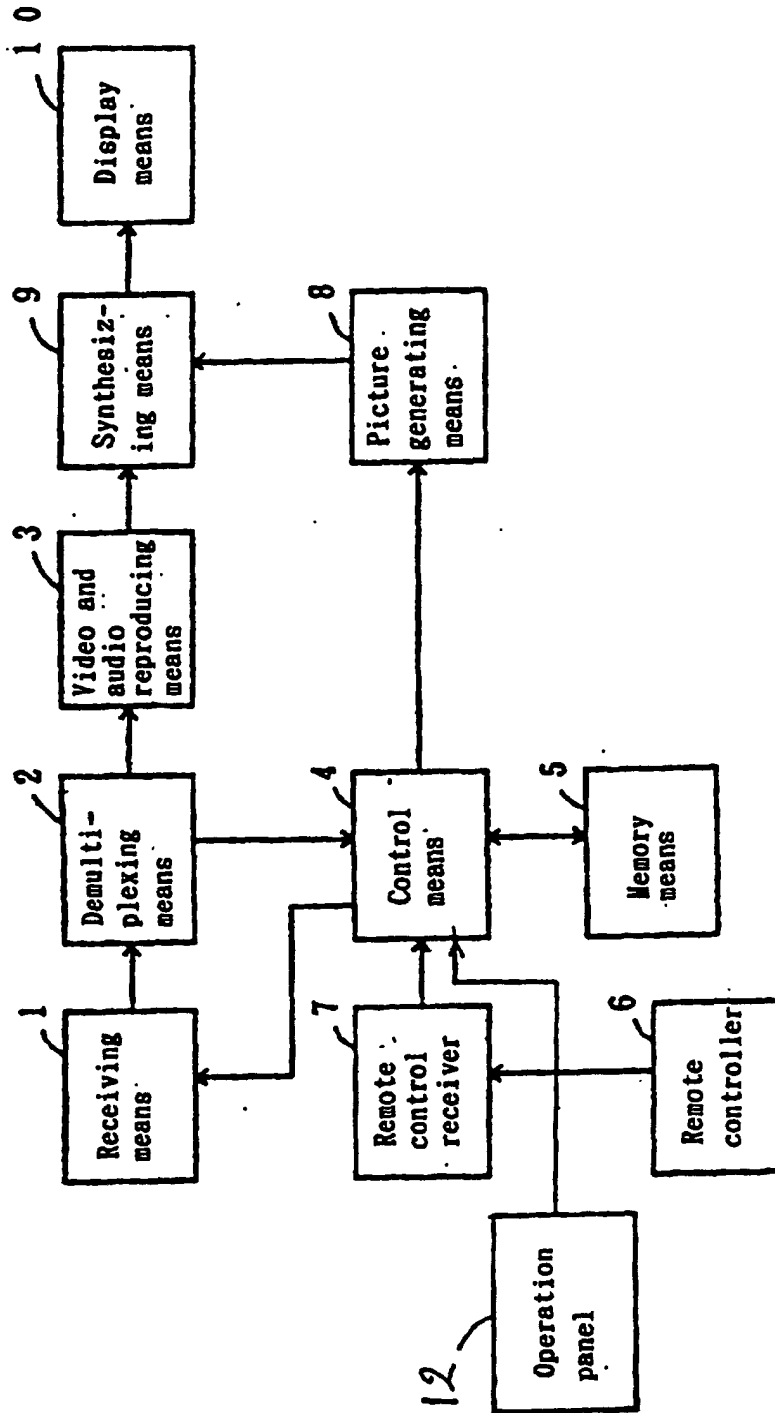 1
Receiving
means
2
Demulti-
plexing
means
3
Video and
audio
reproducing
means
9
Synthesiz-
ing means
10
Display
means
7
Remote
control
receiver
4
Control
means
8
Picture
generating
means
12
Operation
panel
6
Remote
controller
5
Memory
means